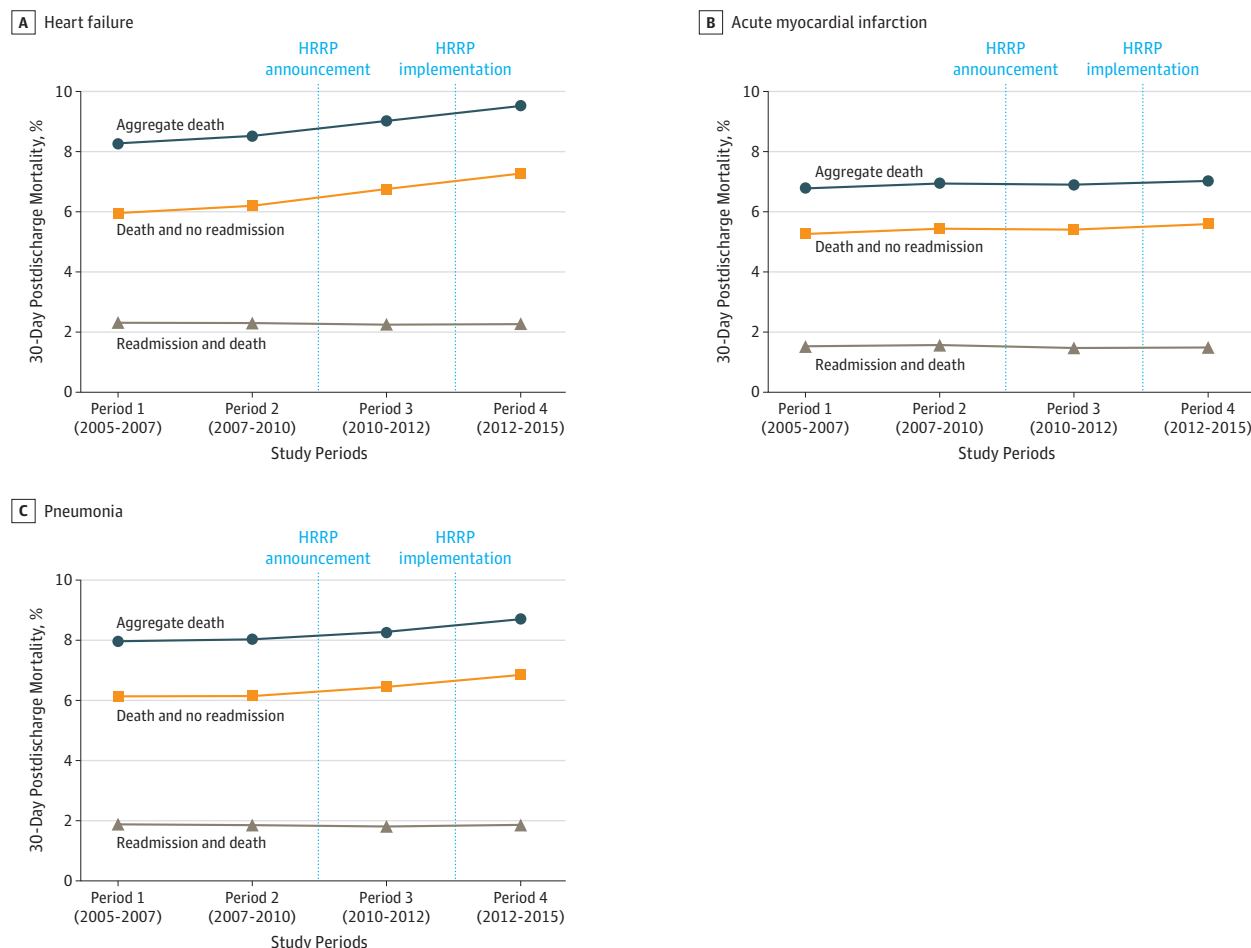 A Heart failure
HRRP
announcement
HRRP
implementation
30-Day Postdischarge Mortality, %
10
8
6
4
2
0
Aggregate death
Death and no readmission
Readmission and death
Period 1
(2005-2007)
Period 2
(2007-2010)
Period 3
(2010-2012)
Period 4
(2012-2015)
Study Periods
B Acute myocardial infarction
HRRP
announcement
HRRP
implementation
30-Day Postdischarge Mortality, %
10
8
6
4
2
0
Aggregate death
Death and no readmission
Readmission and death
Period 1
(2005-2007)
Period 2
(2007-2010)
Period 3
(2010-2012)
Period 4
(2012-2015)
Study Periods
C Pneumonia
HRRP
announcement
HRRP
implementation
30-Day Postdischarge Mortality, %
10
8
6
4
2
0
Aggregate death
Death and no readmission
Readmission and death
Period 1
(2005-2007)
Period 2
(2007-2010)
Period 3
(2010-2012)
Period 4
(2012-2015)
Study Periods